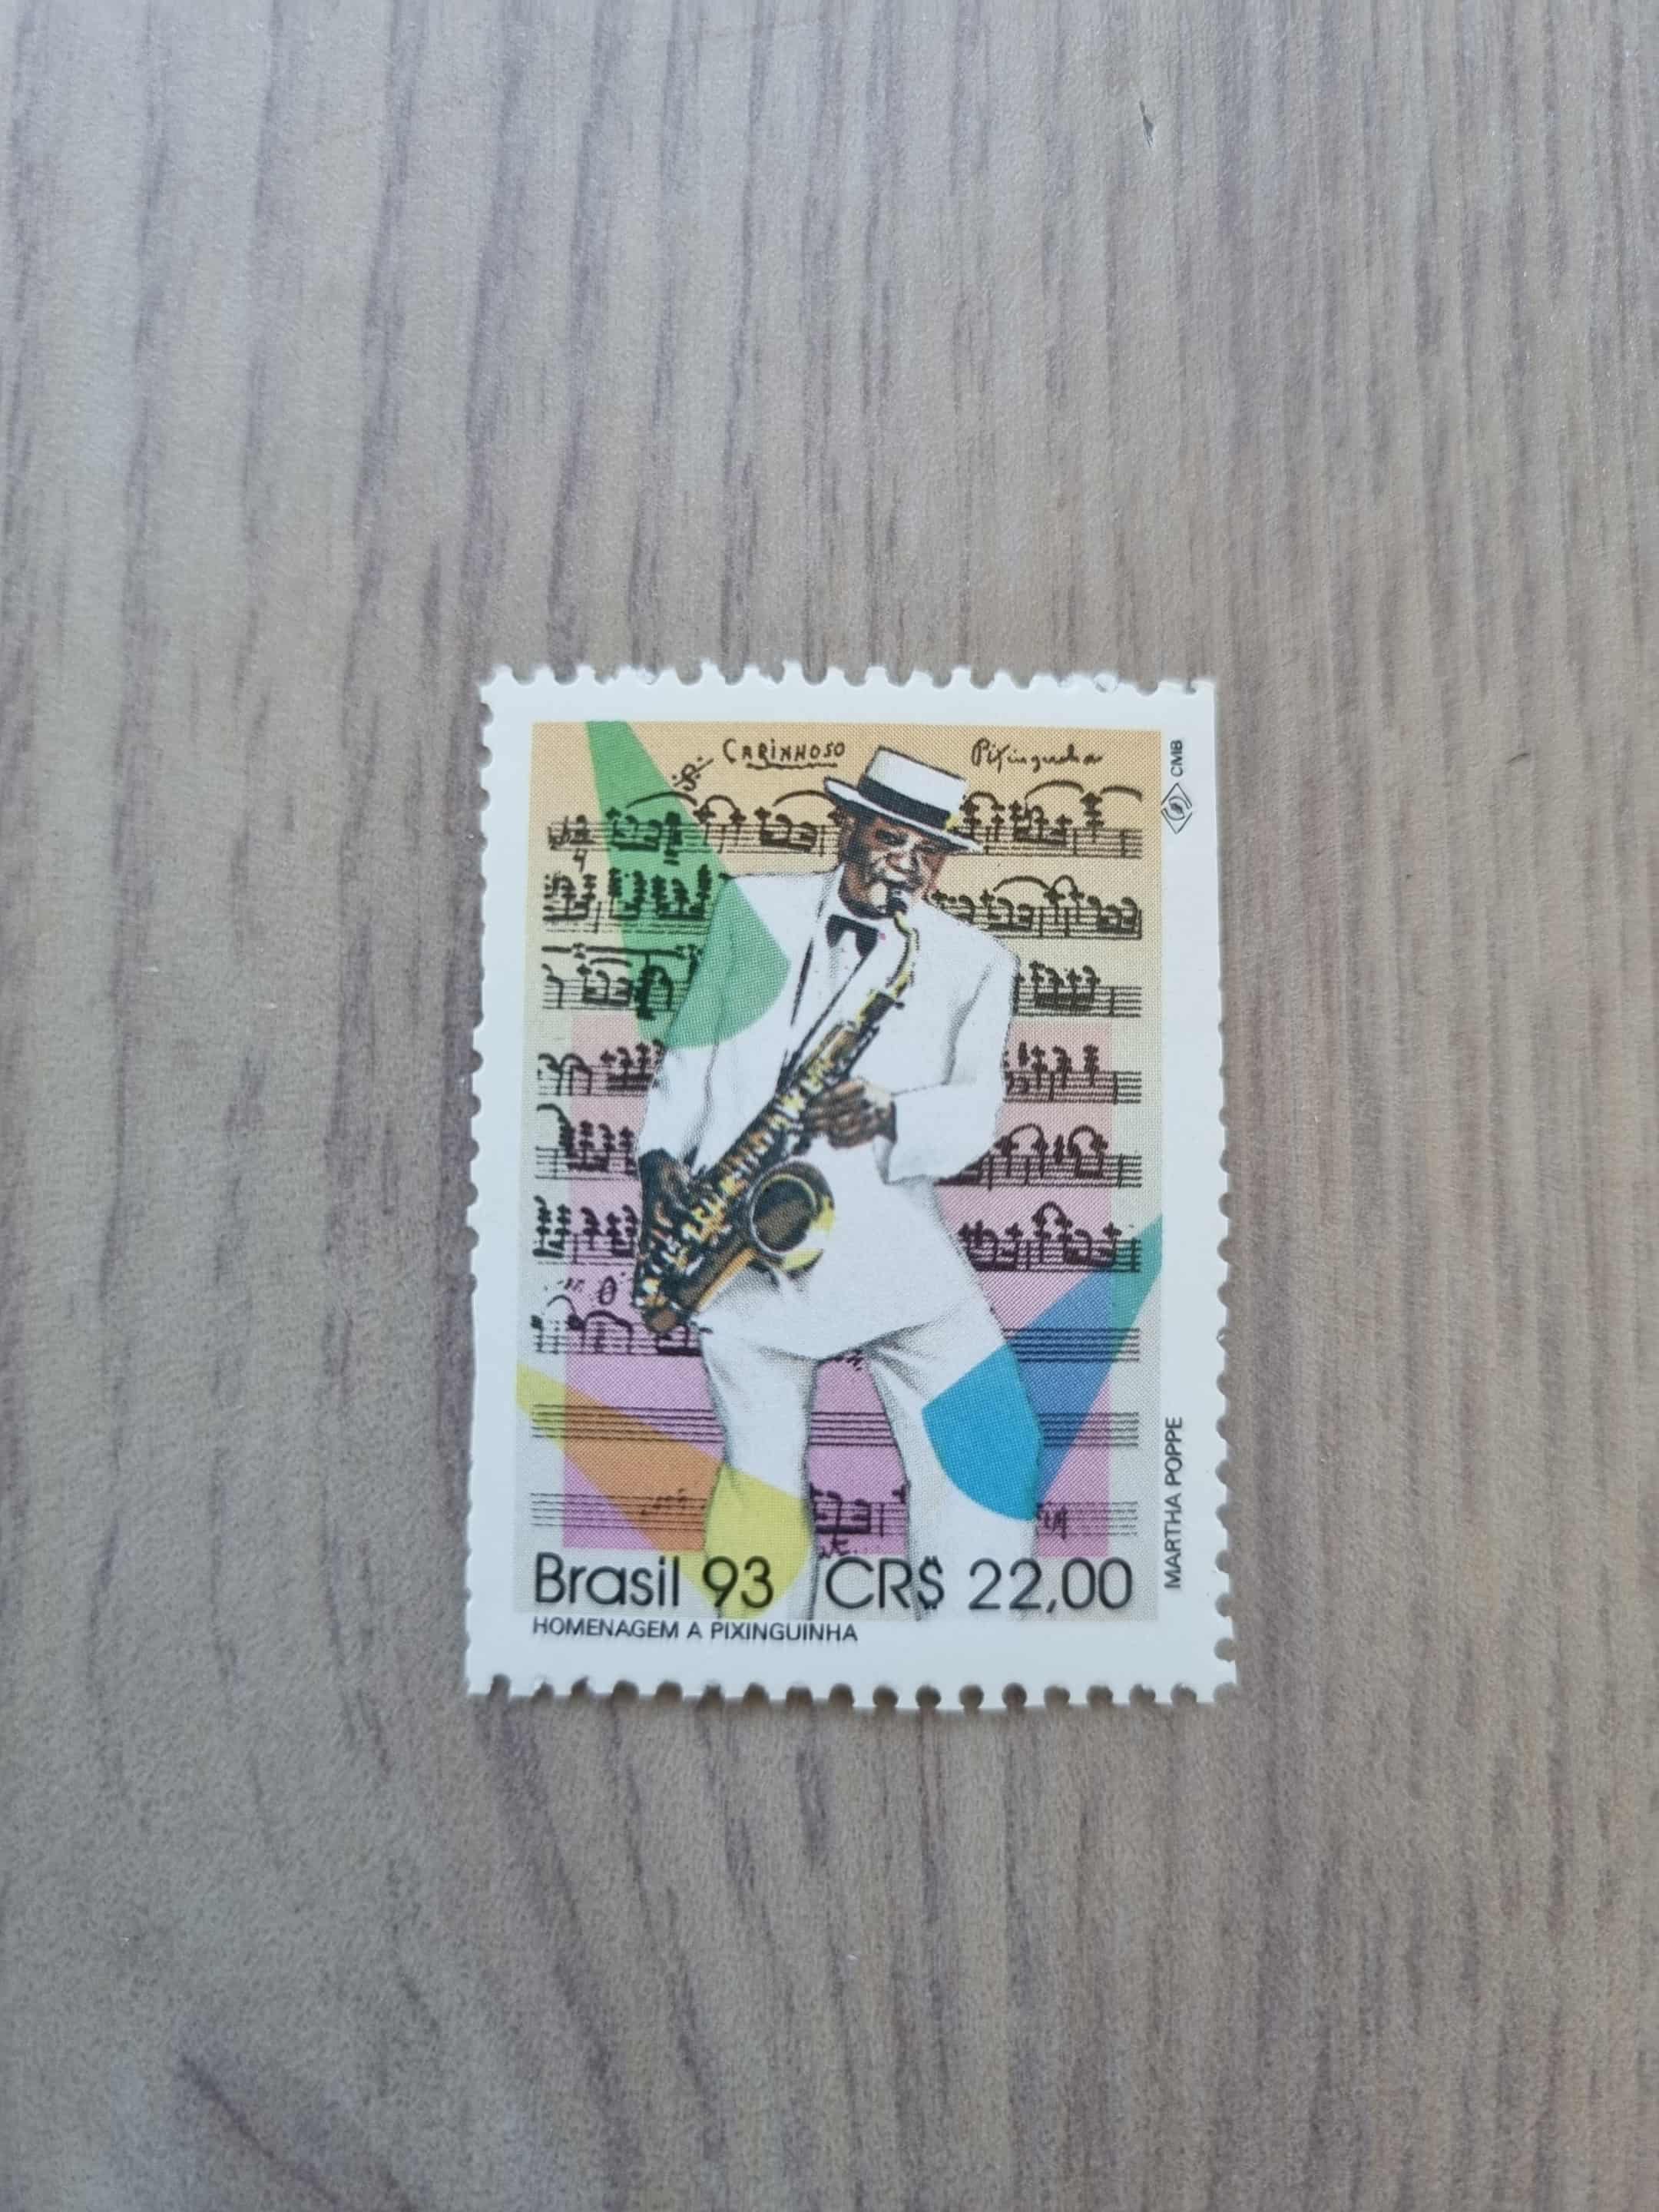 CARINHOSO Pixinguinha
CMB
MARTHA POPPE
Brasil 93 CR$ 22,00
HOMENAGEM A PIXINGUINHA